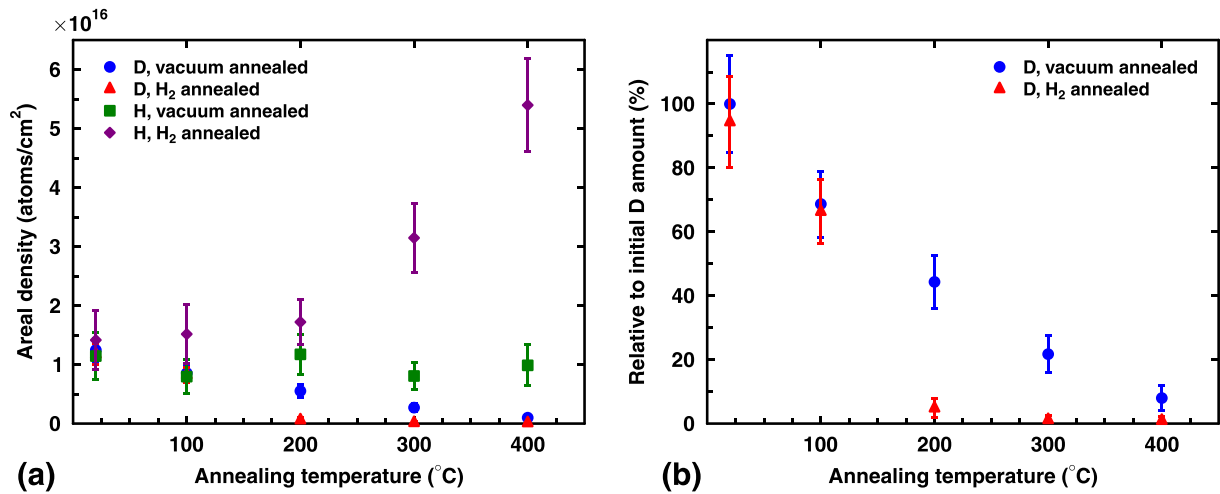 ×10¹⁶
6
5
4
3
2
1
0
100
200
300
400
Areal density (atoms/cm²)
Annealing temperature (°C)
D, vacuum annealed
D, H₂ annealed
H, vacuum annealed
H, H₂ annealed
(a)
100
80
60
40
20
0
100
200
300
400
Relative to initial D amount (%)
Annealing temperature (°C)
D, vacuum annealed
D, H₂ annealed
(b)